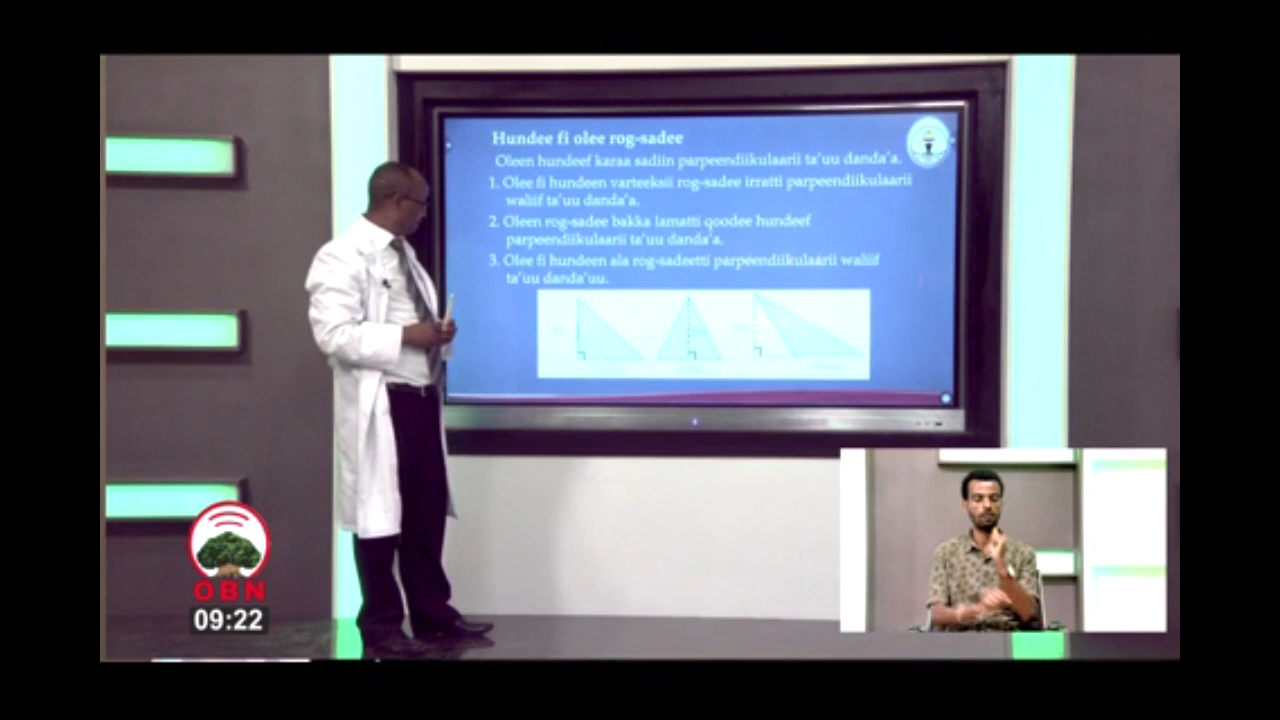 Hundee fi olee rog-sadee
Oleen hundeef karaa sadiin parpeendiikulaarii ta'uu danda'a.
1. Olee fi hundeen varteeksii rog-sadee irratti parpeendiikulaarii
waliif ta'uu danda'a.
2. Oleen rog-sadee bakka lamatti qoodee hundeef
parpeendiikulaarii ta'uu danda'a.
3. Olee fi hundeen ala rog-sadeetti parpeendiikulaarii waliif
ta'uu danda'uu.
OBN
09:22